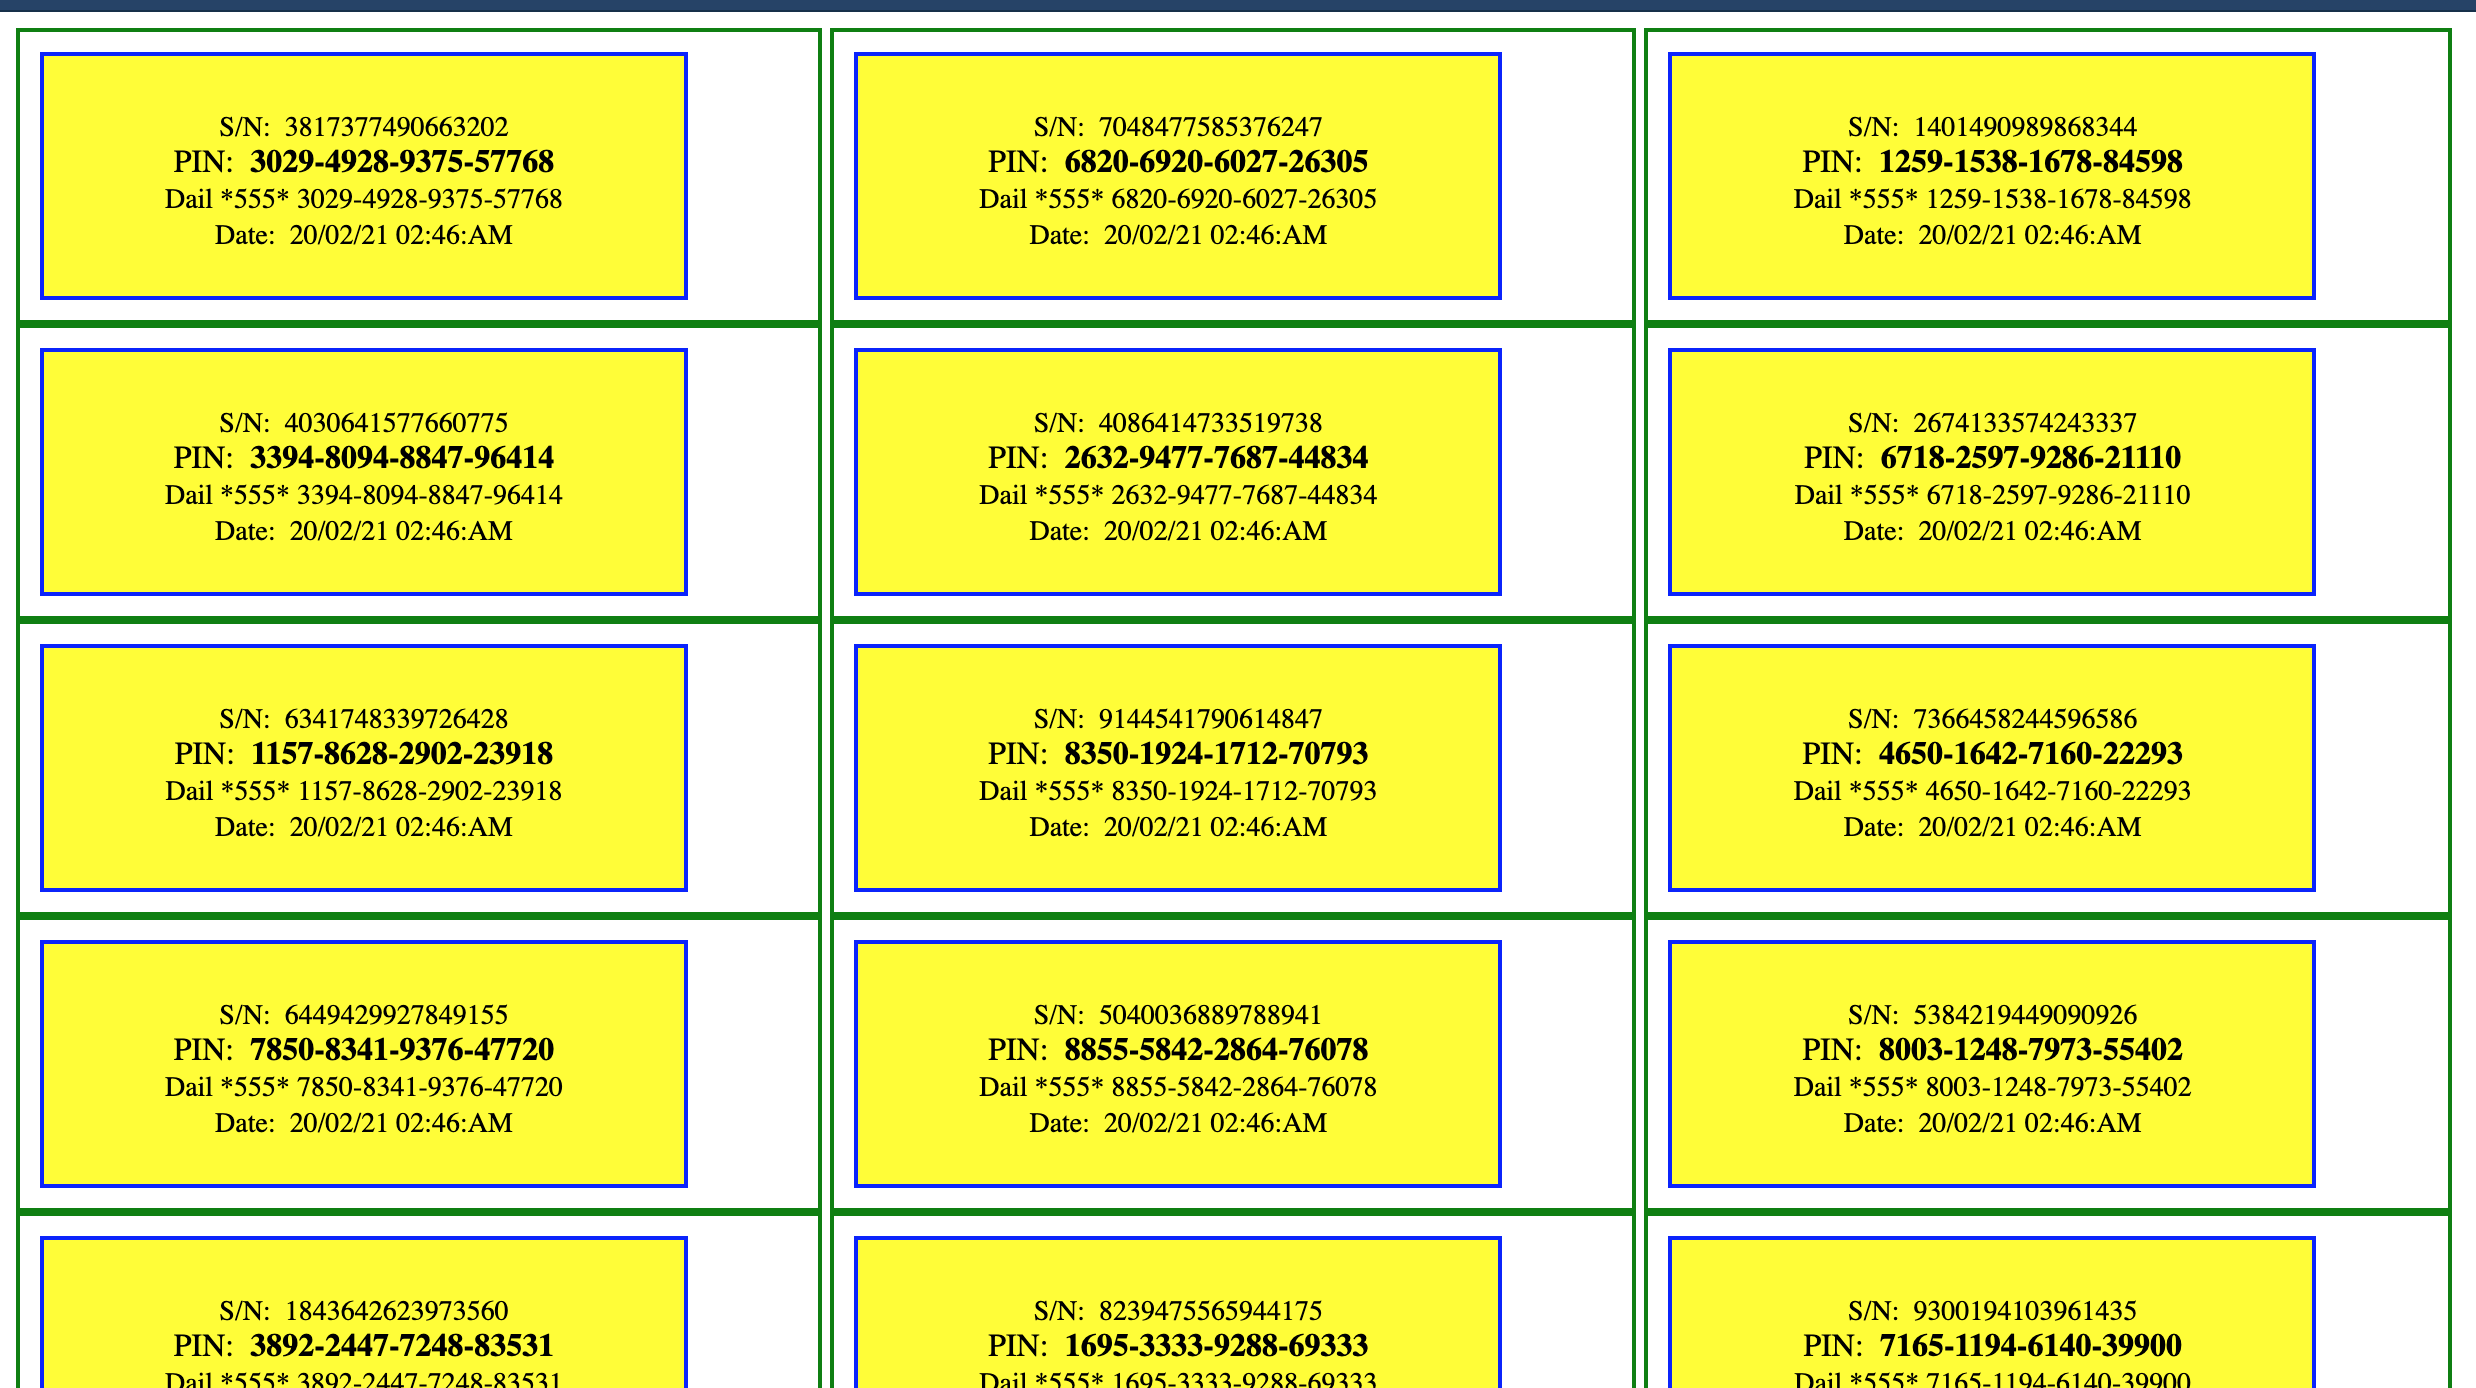 S/N: 3817377490663202
PIN: 3029-4928-9375-57768
Dail *555* 3029-4928-9375-57768
Date: 20/02/21 02:46:AM
S/N: 7048477585376247
PIN: 6820-6920-6027-26305
Dail *555* 6820-6920-6027-26305
Date: 20/02/21 02:46:AM
S/N: 1401490989868344
PIN: 1259-1538-1678-84598
Dail *555* 1259-1538-1678-84598
Date: 20/02/21 02:46:AM
S/N: 4030641577660775
PIN: 3394-8094-8847-96414
Dail *555* 3394-8094-8847-96414
Date: 20/02/21 02:46:AM
S/N: 4086414733519738
PIN: 2632-9477-7687-44834
Dail *555* 2632-9477-7687-44834
Date: 20/02/21 02:46:AM
S/N: 2674133574243337
PIN: 6718-2597-9286-21110
Dail *555* 6718-2597-9286-21110
Date: 20/02/21 02:46:AM
S/N: 6341748339726428
PIN: 1157-8628-2902-23918
Dail *555* 1157-8628-2902-23918
Date: 20/02/21 02:46:AM
S/N: 9144541790614847
PIN: 8350-1924-1712-70793
Dail *555* 8350-1924-1712-70793
Date: 20/02/21 02:46:AM
S/N: 7366458244596586
PIN: 4650-1642-7160-22293
Dail *555* 4650-1642-7160-22293
Date: 20/02/21 02:46:AM
S/N: 6449429927849155
PIN: 7850-8341-9376-47720
Dail *555* 7850-8341-9376-47720
Date: 20/02/21 02:46:AM
S/N: 5040036889788941
PIN: 8855-5842-2864-76078
Dail *555* 8855-5842-2864-76078
Date: 20/02/21 02:46:AM
S/N: 5384219449090926
PIN: 8003-1248-7973-55402
Dail *555* 8003-1248-7973-55402
Date: 20/02/21 02:46:AM
S/N: 1843642623973560
PIN: 3892-2447-7248-83531
Dail *555* 3892-2447-7248-83531
S/N: 8239475565944175
PIN: 1695-3333-9288-69333
Dail *555* 1695-3333-9288-69333
S/N: 9300194103961435
PIN: 7165-1194-6140-39900
Dail *555* 7165-1194-6140-39900